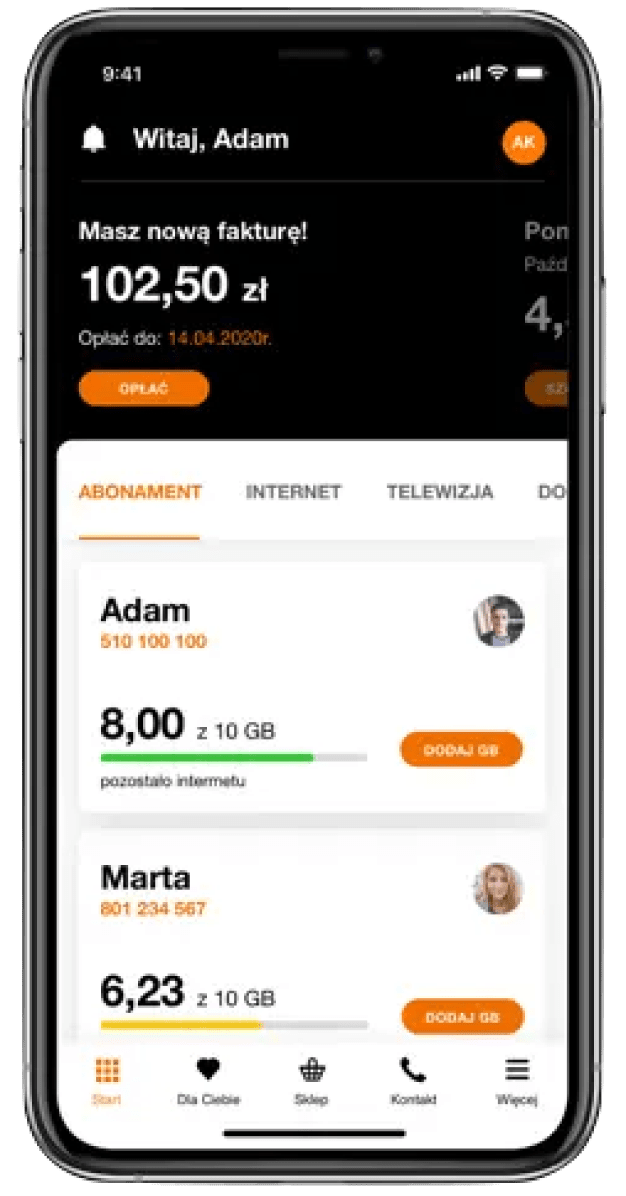 9:41
Witaj, Adam
AK
Masz nową fakturę!
102,50 zł
Opłać do: 14.04.2020r.
OPŁAĆ
Pon
Paźd
4,
ABONAMENT INTERNET TELEWIZJA DO
Adam
510 100 100
8,00 z 10 GB
DODAJ GB
pozostało intermetu
Marta
801 234 567
6,23 z 10 GB
DODAJ GB
Start Dla Ciebie Sklep Kontakt Więcej